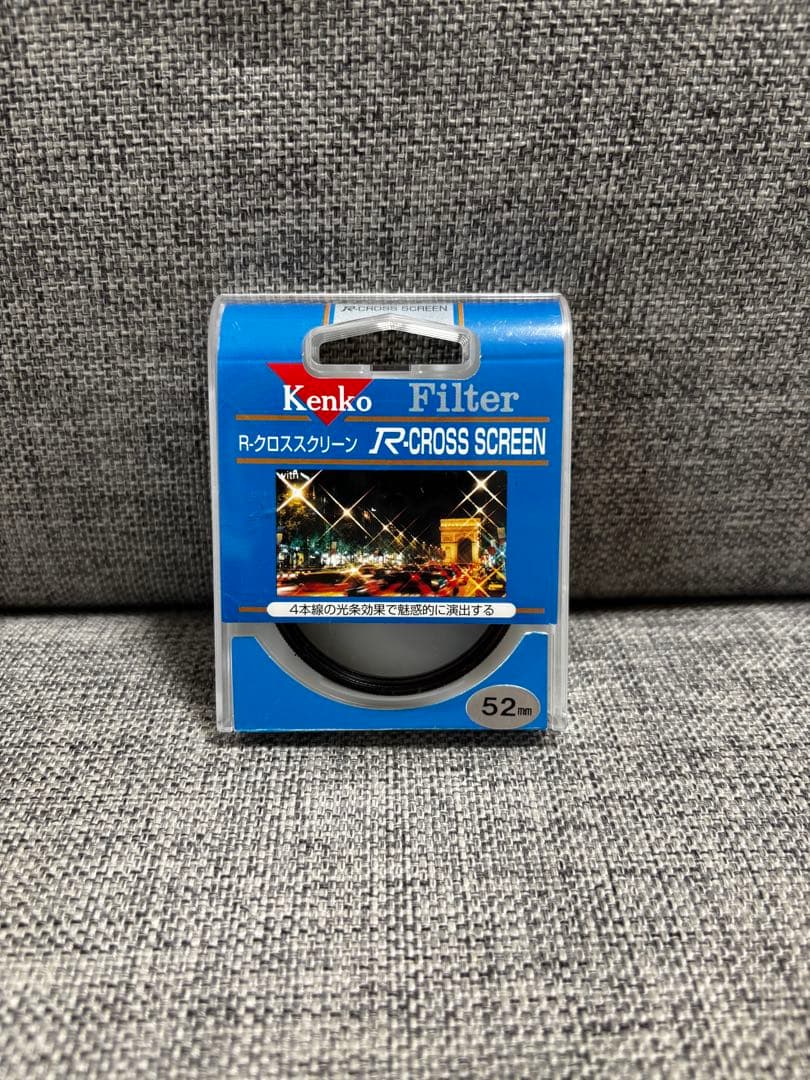 R-CROSS SCREEN
Kenko Filter
R-クロススクリーン R-CROSS SCREEN
with
4本線の光条効果で魅惑的に演出する
52mm